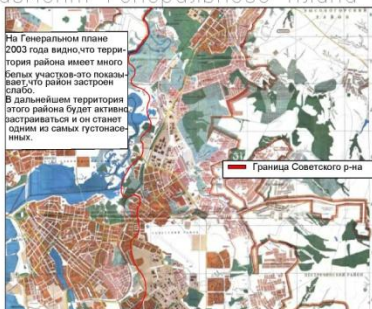 На Генеральном плане
2003 года видно,что терри-
тория района имеет много
белых участков-это показы-
вает,что район застроен
слабо.
В дальнейшем территория
этого района будет активно
застраиваться и он станет
одним из самых густонасе-
нных.
Граница Советского р-на